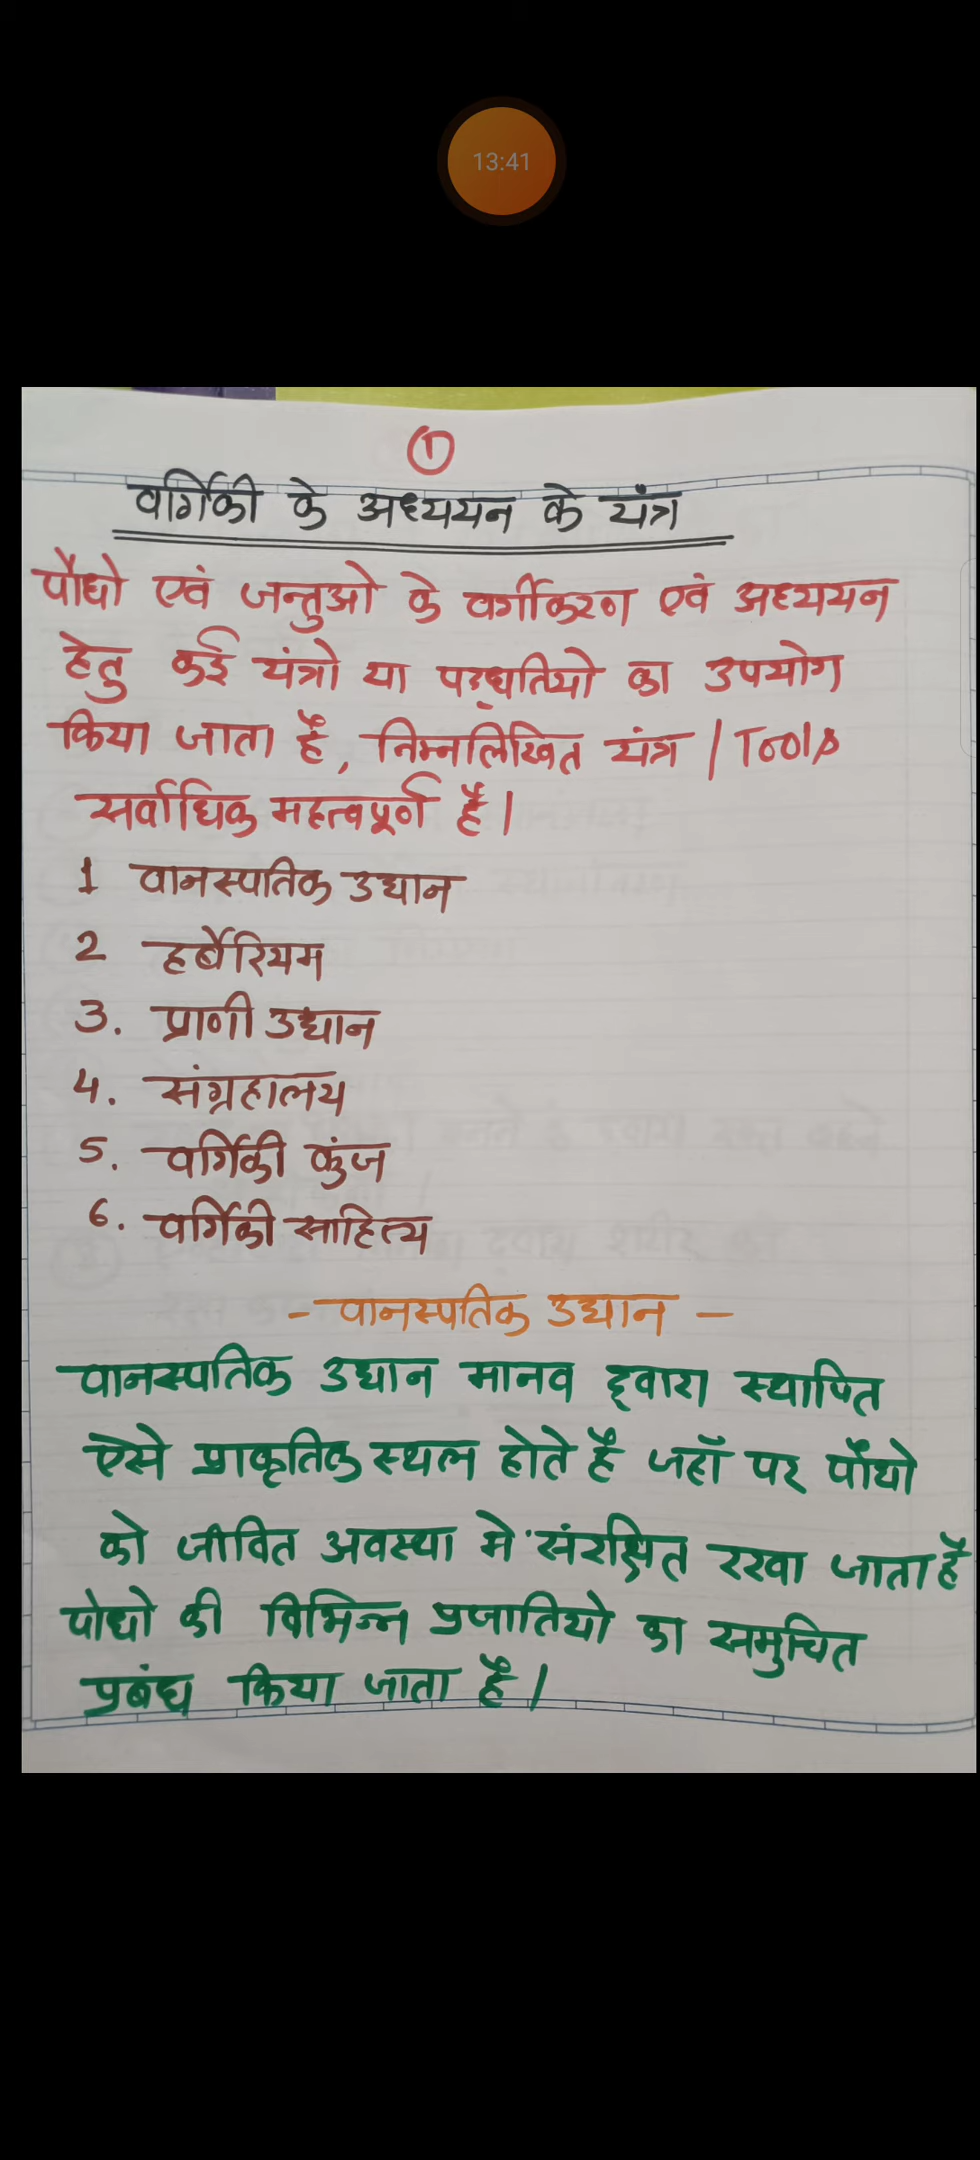 13:41
1
वर्गिकी के अध्ययन के यंत्र
पौधो एवं जन्तुओ के वर्गीकरण एवं अध्ययन
हेतु कई यंत्रो या पद्धतियो का उपयोग
किया जाता है, निम्नलिखित यंत्र / Tools
सर्वाधिक महत्वपूर्ण है।
1 वानस्पतिक उद्यान
2 हर्बेरियम
3. प्राणी उद्यान
4. संग्रहालय
5. वर्गिकी कुंज
6. वर्गिकी साहित्य
- वानस्पतिक उद्यान -
वानस्पतिक उद्यान मानव द्वारा स्थापित
ऐसे प्राकृतिक स्थल होते है जहाँ पर पौधो
को जीवित अवस्था मे संरक्षित रखा जाता है
पोधो की विभिन्न प्रजातियो का समुचित
प्रबंध किया जाता है।